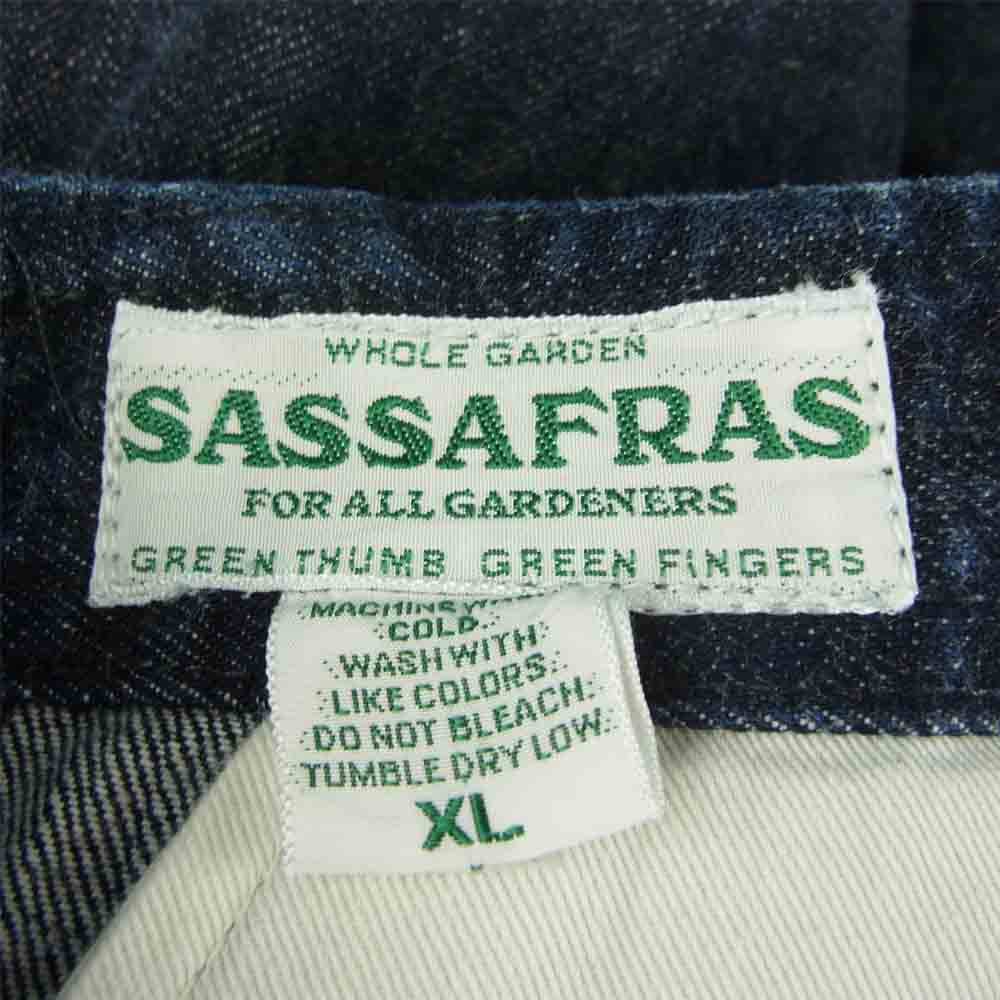 WHOLE GARDEN
SASSAFRAS
FOR ALL GARDENERS
GREEN THUMB GREEN FINGERS
MACHINE
COLD
WASH WITH
LIKE COLORS.
DO NOT BLEACH.
TUMBLE DRY LOW.
XL